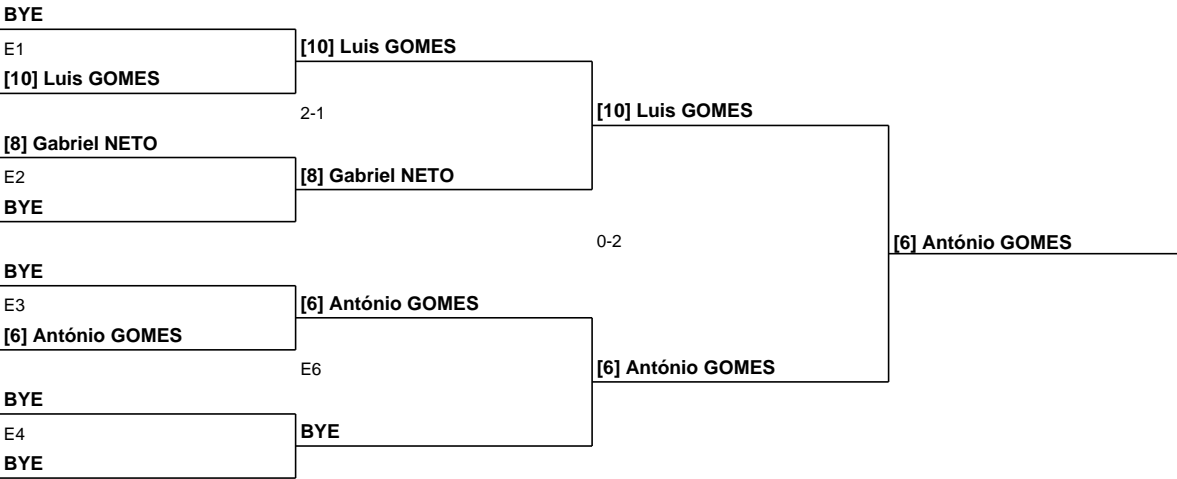 BYE
E1
[10] Luis GOMES
[10] Luis GOMES
2-1
[10] Luis GOMES
[8] Gabriel NETO
E2
[8] Gabriel NETO
BYE
0-2
[6] António GOMES
BYE
E3
[6] António GOMES
[6] António GOMES
E6
[6] António GOMES
BYE
E4
BYE
BYE